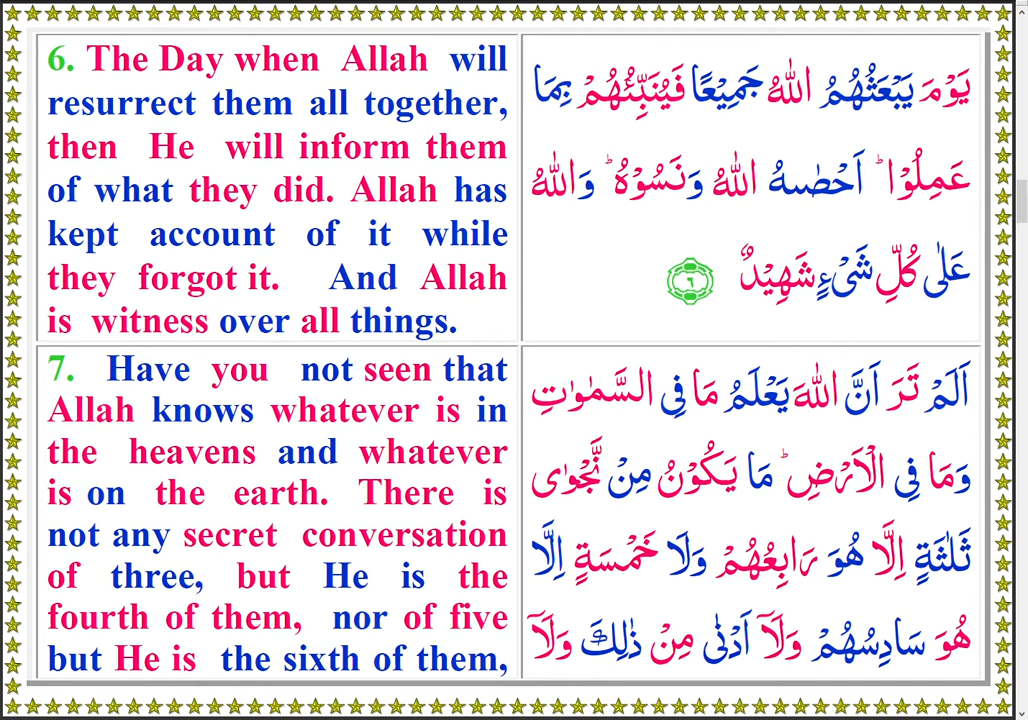 6. The Day when Allah will
resurrect them all together,
then He will inform them
of what they did. Allah has
kept account of it while
they forgot it. And Allah
is witness over all things.
يَوْمَ يَبْعَثُهُمُ اللّٰهُ جَمِيْعًا فَيُنَبِّئُهُمْ بِمَا
عَمِلُوْا ؕ اَحْصٰىهُ اللّٰهُ وَنَسُوْهُ ؕ وَاللّٰهُ
عَلٰى كُلِّ شَىْءٍ شَهِيْدٌ ٦
7. Have you not seen that
Allah knows whatever is in
the heavens and whatever
is on the earth. There is
not any secret conversation
of three, but He is the
fourth of them, nor of five
but He is the sixth of them,
اَلَمْ تَرَ اَنَّ اللّٰهَ يَعْلَمُ مَا فِى السَّمٰوٰتِ
وَمَا فِى الْاَرْضِ ؕ مَا يَكُوْنُ مِنْ نَّجْوٰى
ثَلٰثَةٍ اِلَّا هُوَ رَابِعُهُمْ وَلَا خَمْسَةٍ اِلَّا
هُوَ سَادِسُهُمْ وَلَاۤ اَدْنٰى مِنْ ذٰلِكَ وَلَاۤ